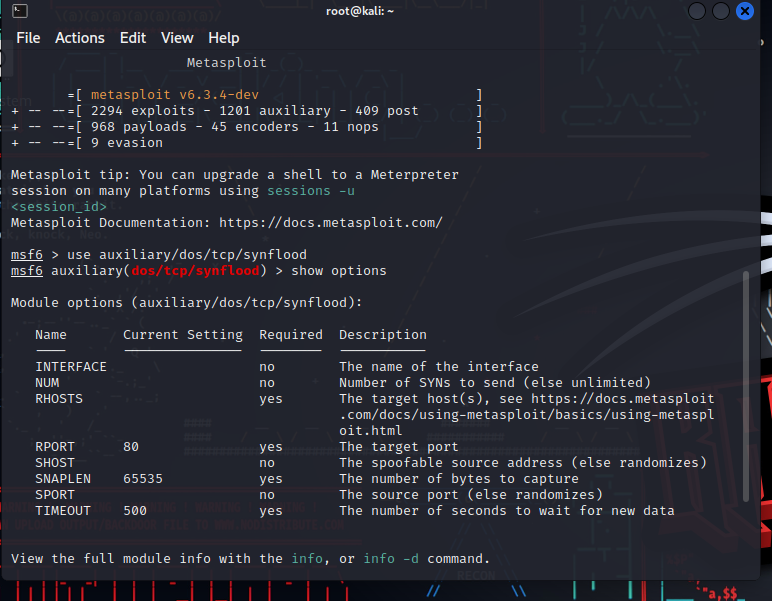 root@kali: ~
File Actions Edit View Help
Metasploit
=[ metasploit v6.3.4-dev ]
+ -- --=[ 2294 exploits - 1201 auxiliary - 409 post ]
+ -- --=[ 968 payloads - 45 encoders - 11 nops ]
+ -- --=[ 9 evasion ]
Metasploit tip: You can upgrade a shell to a Meterpreter
session on many platforms using sessions -u
<session_id>
Metasploit Documentation: https://docs.metasploit.com/
msf6 > use auxiliary/dos/tcp/synflood
msf6 auxiliary(dos/tcp/synflood) > show options
Module options (auxiliary/dos/tcp/synflood):
Name Current Setting Required Description
INTERFACE no The name of the interface
NUM no Number of SYNs to send (else unlimited)
RHOSTS yes The target host(s), see https://docs.metasploit
.com/docs/using-metasploit/basics/using-metaspl
oit.html
RPORT 80 yes The target port
SHOST no The spoofable source address (else randomizes)
SNAPLEN 65535 yes The number of bytes to capture
SPORT no The source port (else randomizes)
TIMEOUT 500 yes The number of seconds to wait for new data
View the full module info with the info, or info -d command.
RECON